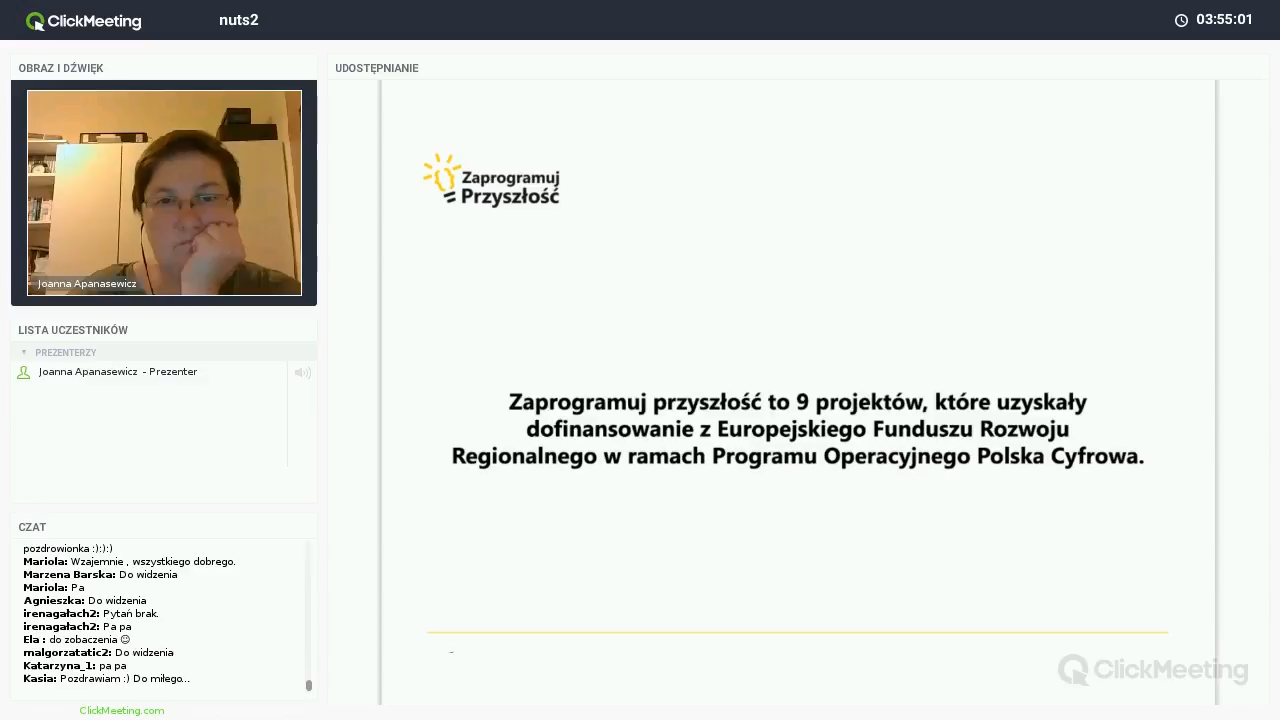 ClickMeeting
nuts2
03:55:01
OBRAZ I DŹWIĘK
Joanna Apanasewicz
LISTA UCZESTNIKÓW
PREZENTERZY
Joanna Apanasewicz - Prezenter
CZAT
pozdrowionka :):):)
Mariola: Wzajemnie , wszystkiego dobrego.
Marzena Barska: Do widzenia
Mariola: Pa
Agnieszka: Do widzenia
irenagałach2: Pytań brak.
irenagałach2: Pa pa
Ela : do zobaczenia ☺
malgorzatatic2: Do widzenia
Katarzyna_1: pa pa
Kasia: Pozdrawiam :) Do miłego...
ClickMeeting.com
UDOSTĘPNIANIE
Zaprogramuj
Przyszłość
Zaprogramuj przyszłość to 9 projektów, które uzyskały
dofinansowanie z Europejskiego Funduszu Rozwoju
Regionalnego w ramach Programu Operacyjnego Polska Cyfrowa.
ClickMeeting